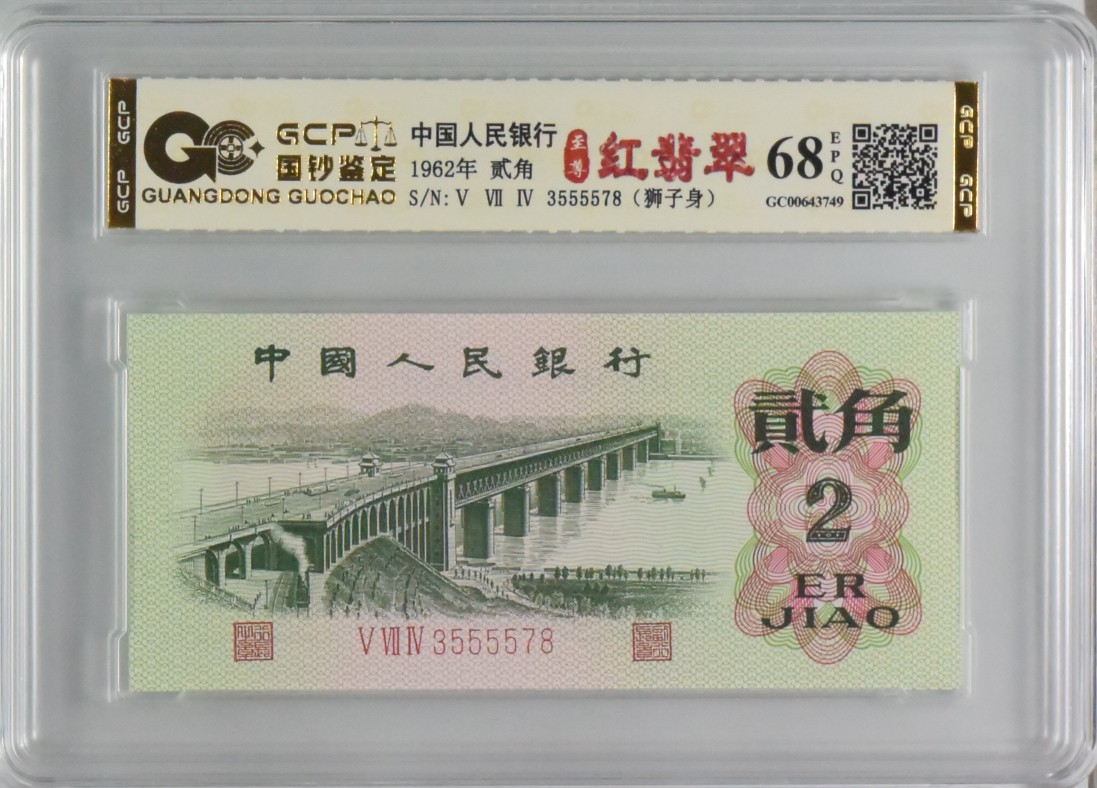 GCP
GCP
GCP
国钞鉴定
GUANGDONG GUOCHAO
中国人民银行
1962年 贰角
S/N: V Ⅶ Ⅳ 3555578（狮子身）
至尊
红翡翠
68
EPQ
GC00643749
GCP
GCP
中國人民銀行
貳角
2
ER
JIAO
V Ⅶ Ⅳ 3555578